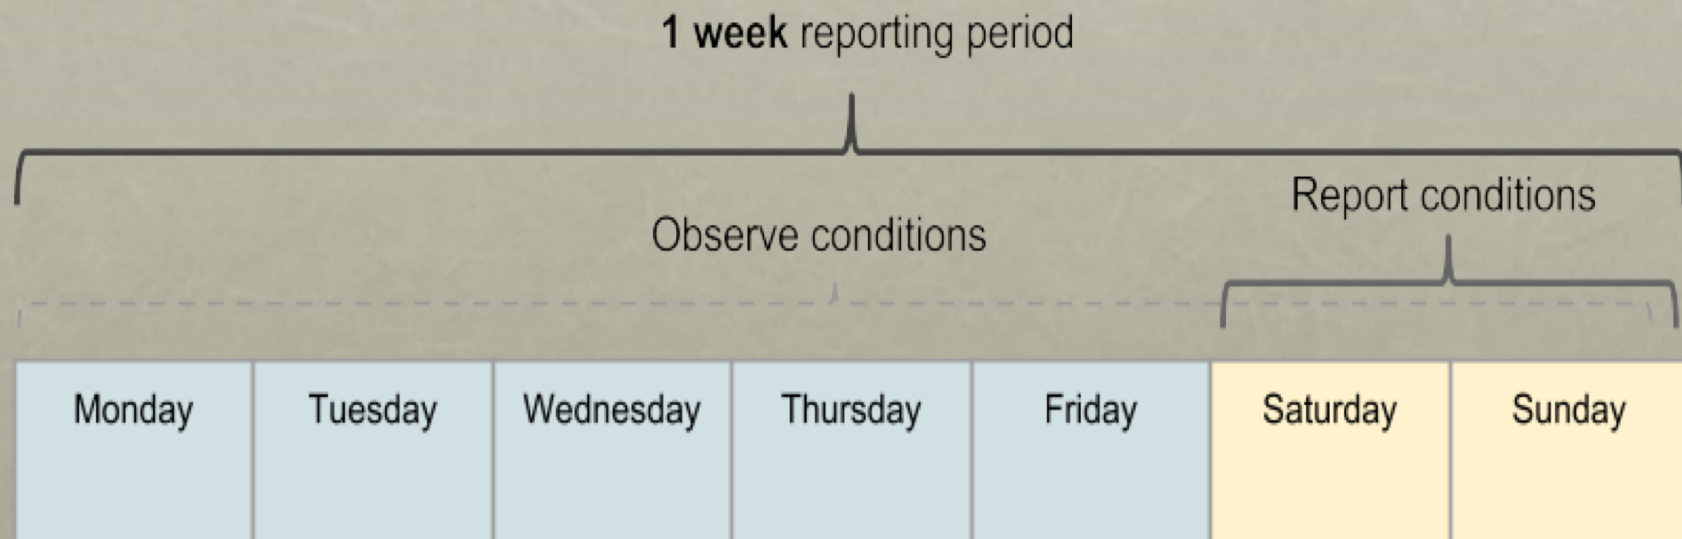 1 week reporting period
Report conditions
Observe conditions
Monday Tuesday Wednesday Thursday Friday Saturday Sunday